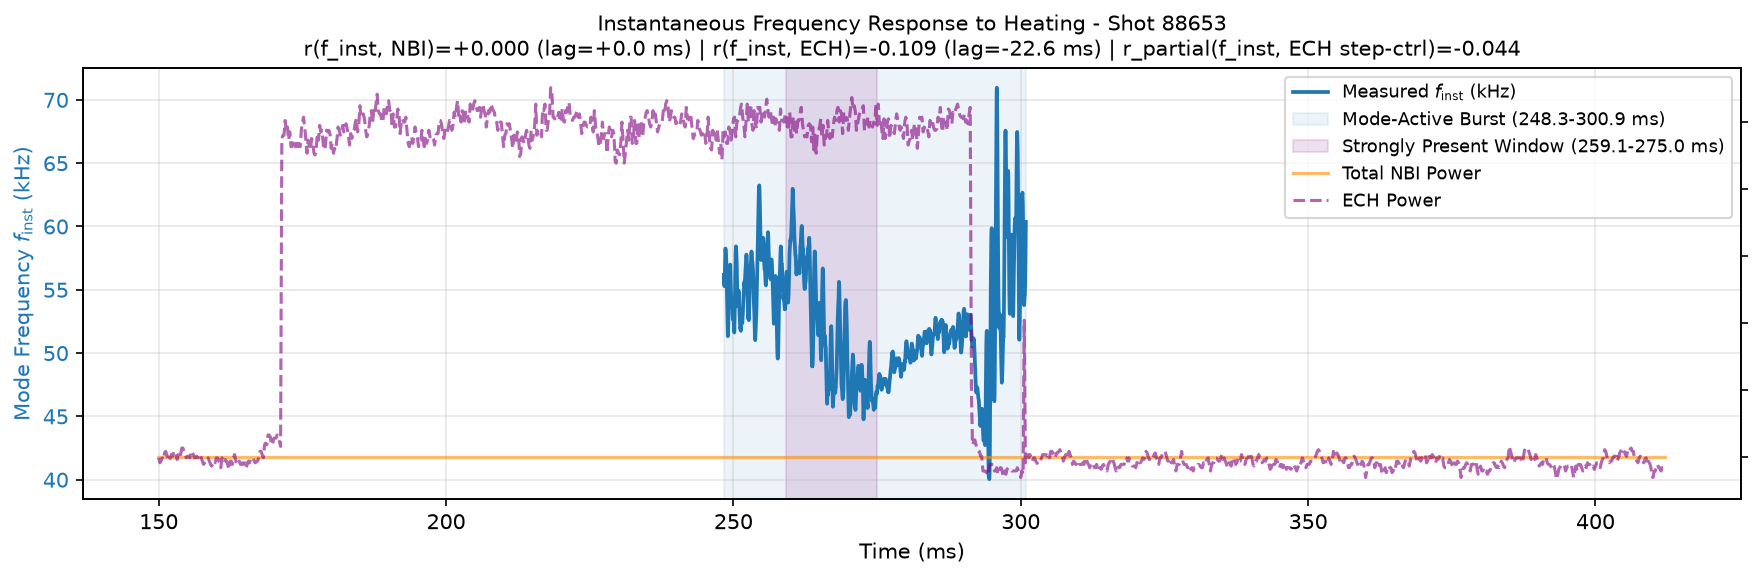 Instantaneous Frequency Response to Heating - Shot 88653
r(f_inst, NBI)=+0.000 (lag=+0.0 ms) | r(f_inst, ECH)=-0.109 (lag=-22.6 ms) | r_partial(f_inst, ECH step-ctrl)=-0.044
Measured f_inst (kHz)
Mode-Active Burst (248.3-300.9 ms)
Strongly Present Window (259.1-275.0 ms)
Total NBI Power
ECH Power
Mode Frequency f_inst (kHz)
70
65
60
55
50
45
40
150 200 250 300 350 400
Time (ms)